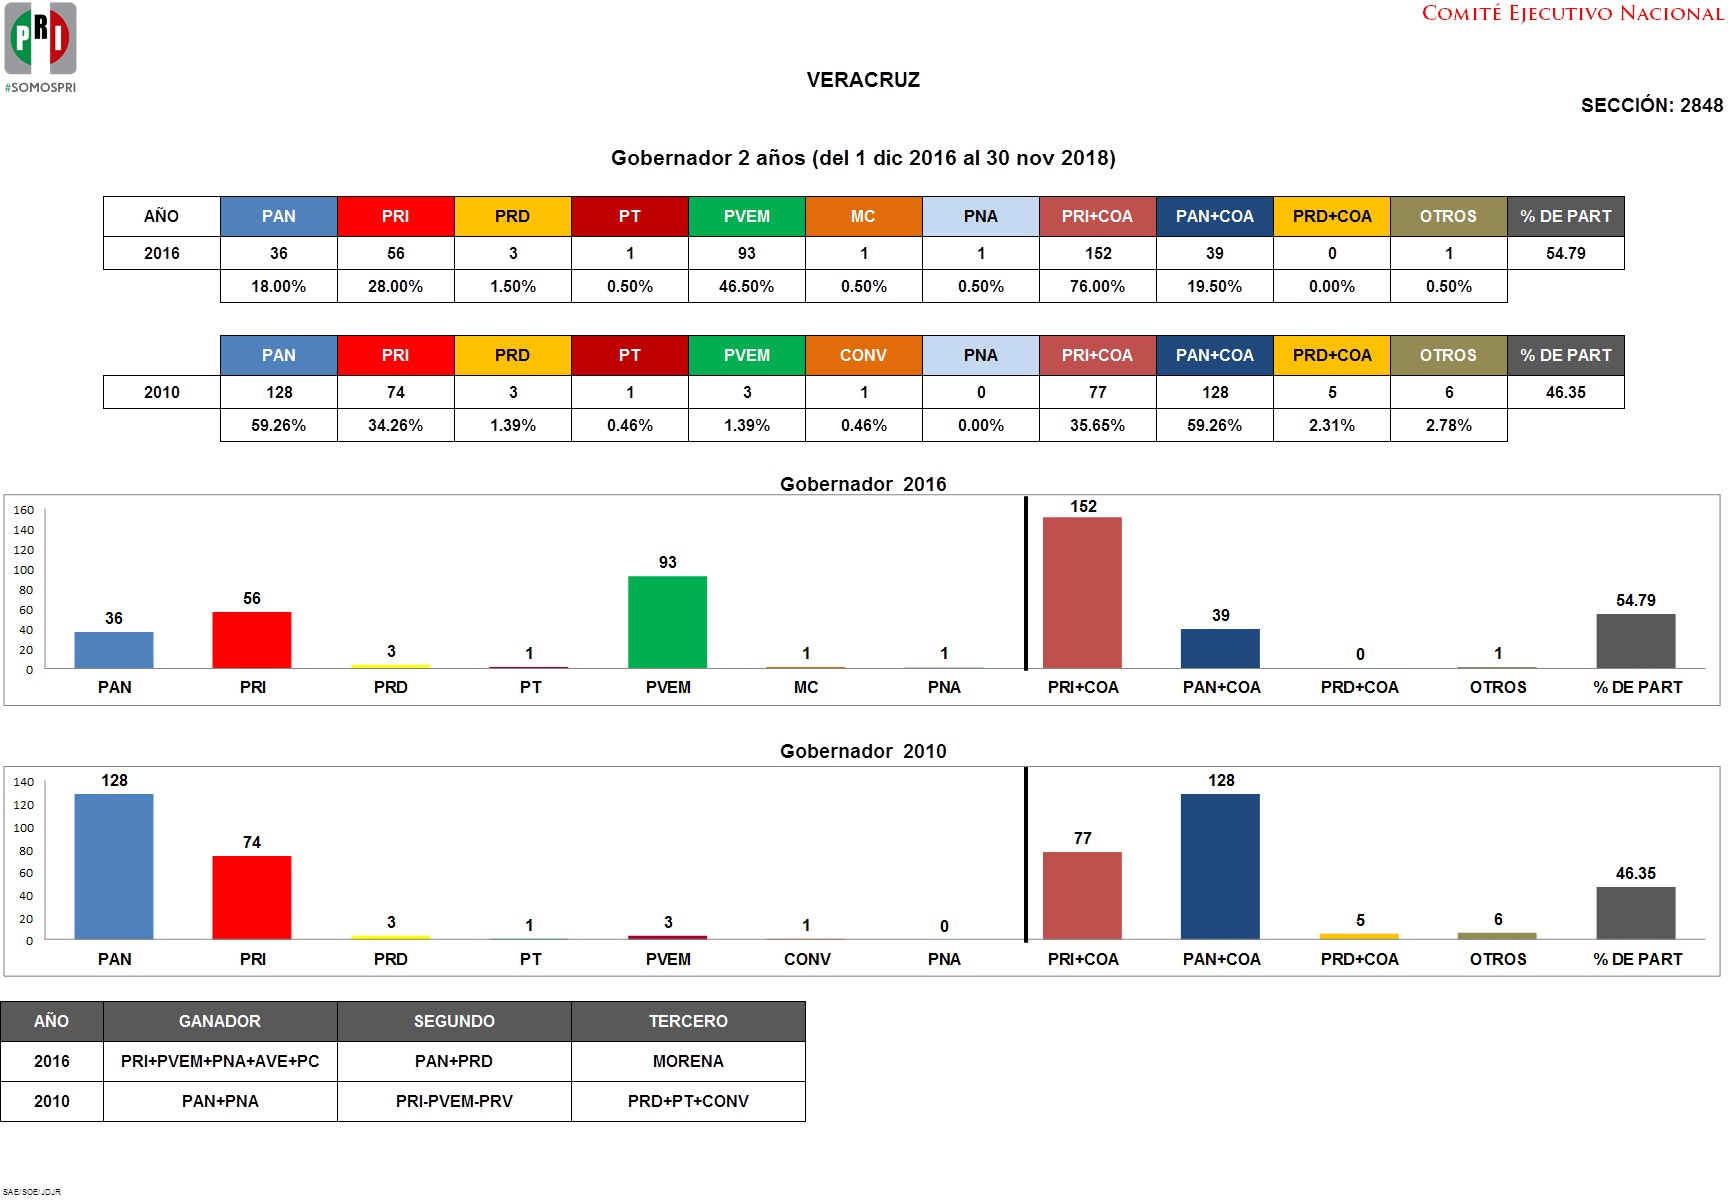 PRI
#SOMOSPRI
COMITÉ EJECUTIVO NACIONAL
VERACRUZ
SECCIÓN: 2848
Gobernador 2 años (del 1 dic 2016 al 30 nov 2018)
AÑO PAN PRI PRD PT PVEM MC PNA PRI+COA PAN+COA PRD+COA OTROS % DE PART
2016 36 56 3 1 93 1 1 152 39 0 1 54.79
18.00% 28.00% 1.50% 0.50% 46.50% 0.50% 0.50% 76.00% 19.50% 0.00% 0.50%
PAN PRI PRD PT PVEM CONV PNA PRI+COA PAN+COA PRD+COA OTROS % DE PART
2010 128 74 3 1 3 1 0 77 128 5 6 46.35
59.26% 34.26% 1.39% 0.46% 1.39% 0.46% 0.00% 35.65% 59.26% 2.31% 2.78%
Gobernador 2016
160
140
120
100
80
60
40
20
0
36 56 3 1 93 1 1 152 39 0 1 54.79
PAN PRI PRD PT PVEM MC PNA PRI+COA PAN+COA PRD+COA OTROS % DE PART
Gobernador 2010
140
120
100
80
60
40
20
0
128 74 3 1 3 1 0 77 128 5 6 46.35
PAN PRI PRD PT PVEM CONV PNA PRI+COA PAN+COA PRD+COA OTROS % DE PART
AÑO GANADOR SEGUNDO TERCERO
2016 PRI+PVEM+PNA+AVE+PC PAN+PRD MORENA
2010 PAN+PNA PRI-PVEM-PRV PRD+PT+CONV
SAE/SOE/JDJR